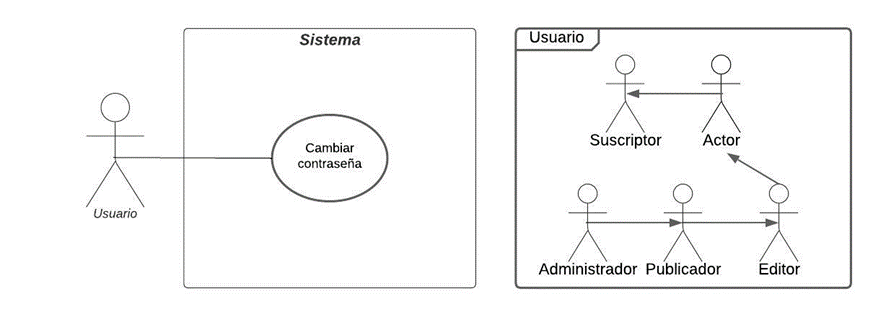 Sistema
Cambiar
contraseña
Usuario
Usuario
Suscriptor
Actor
Administrador
Publicador
Editor